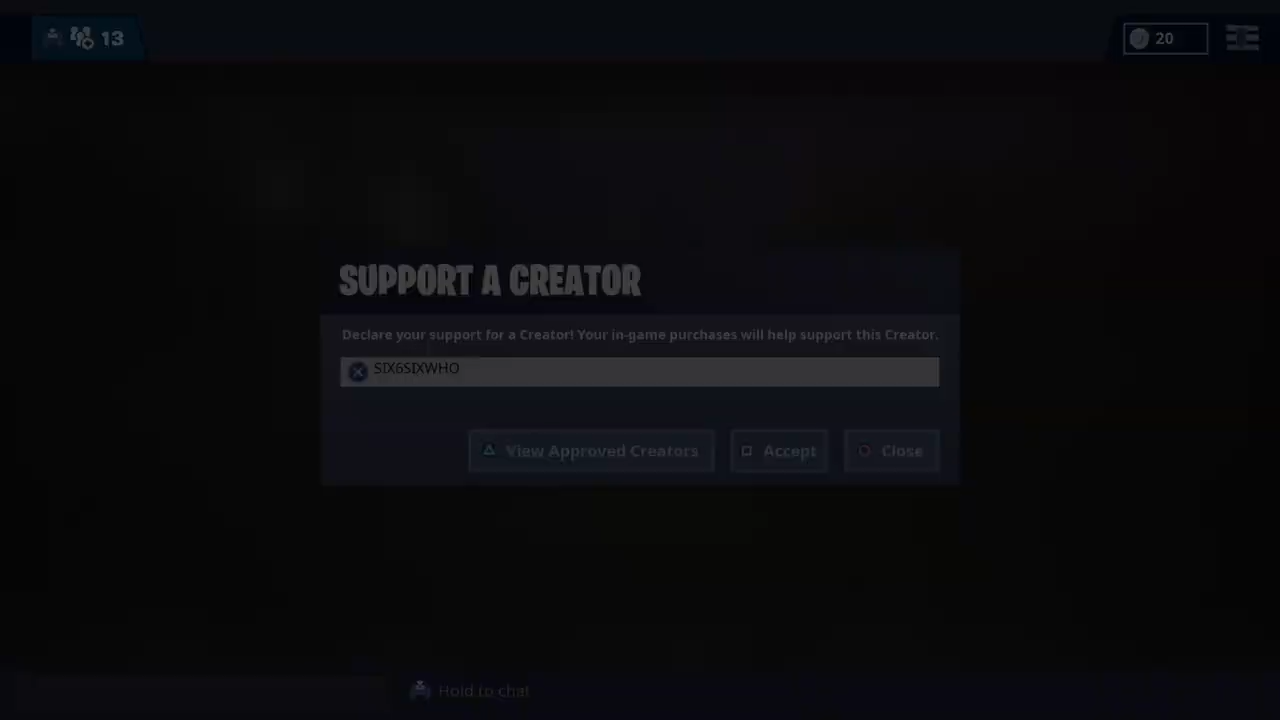 13
20
SUPPORT A CREATOR
Declare your support for a Creator! Your in-game purchases will help support this Creator.
SIX6SIXWHO
View Approved Creators
Accept
Close
Hold to chat